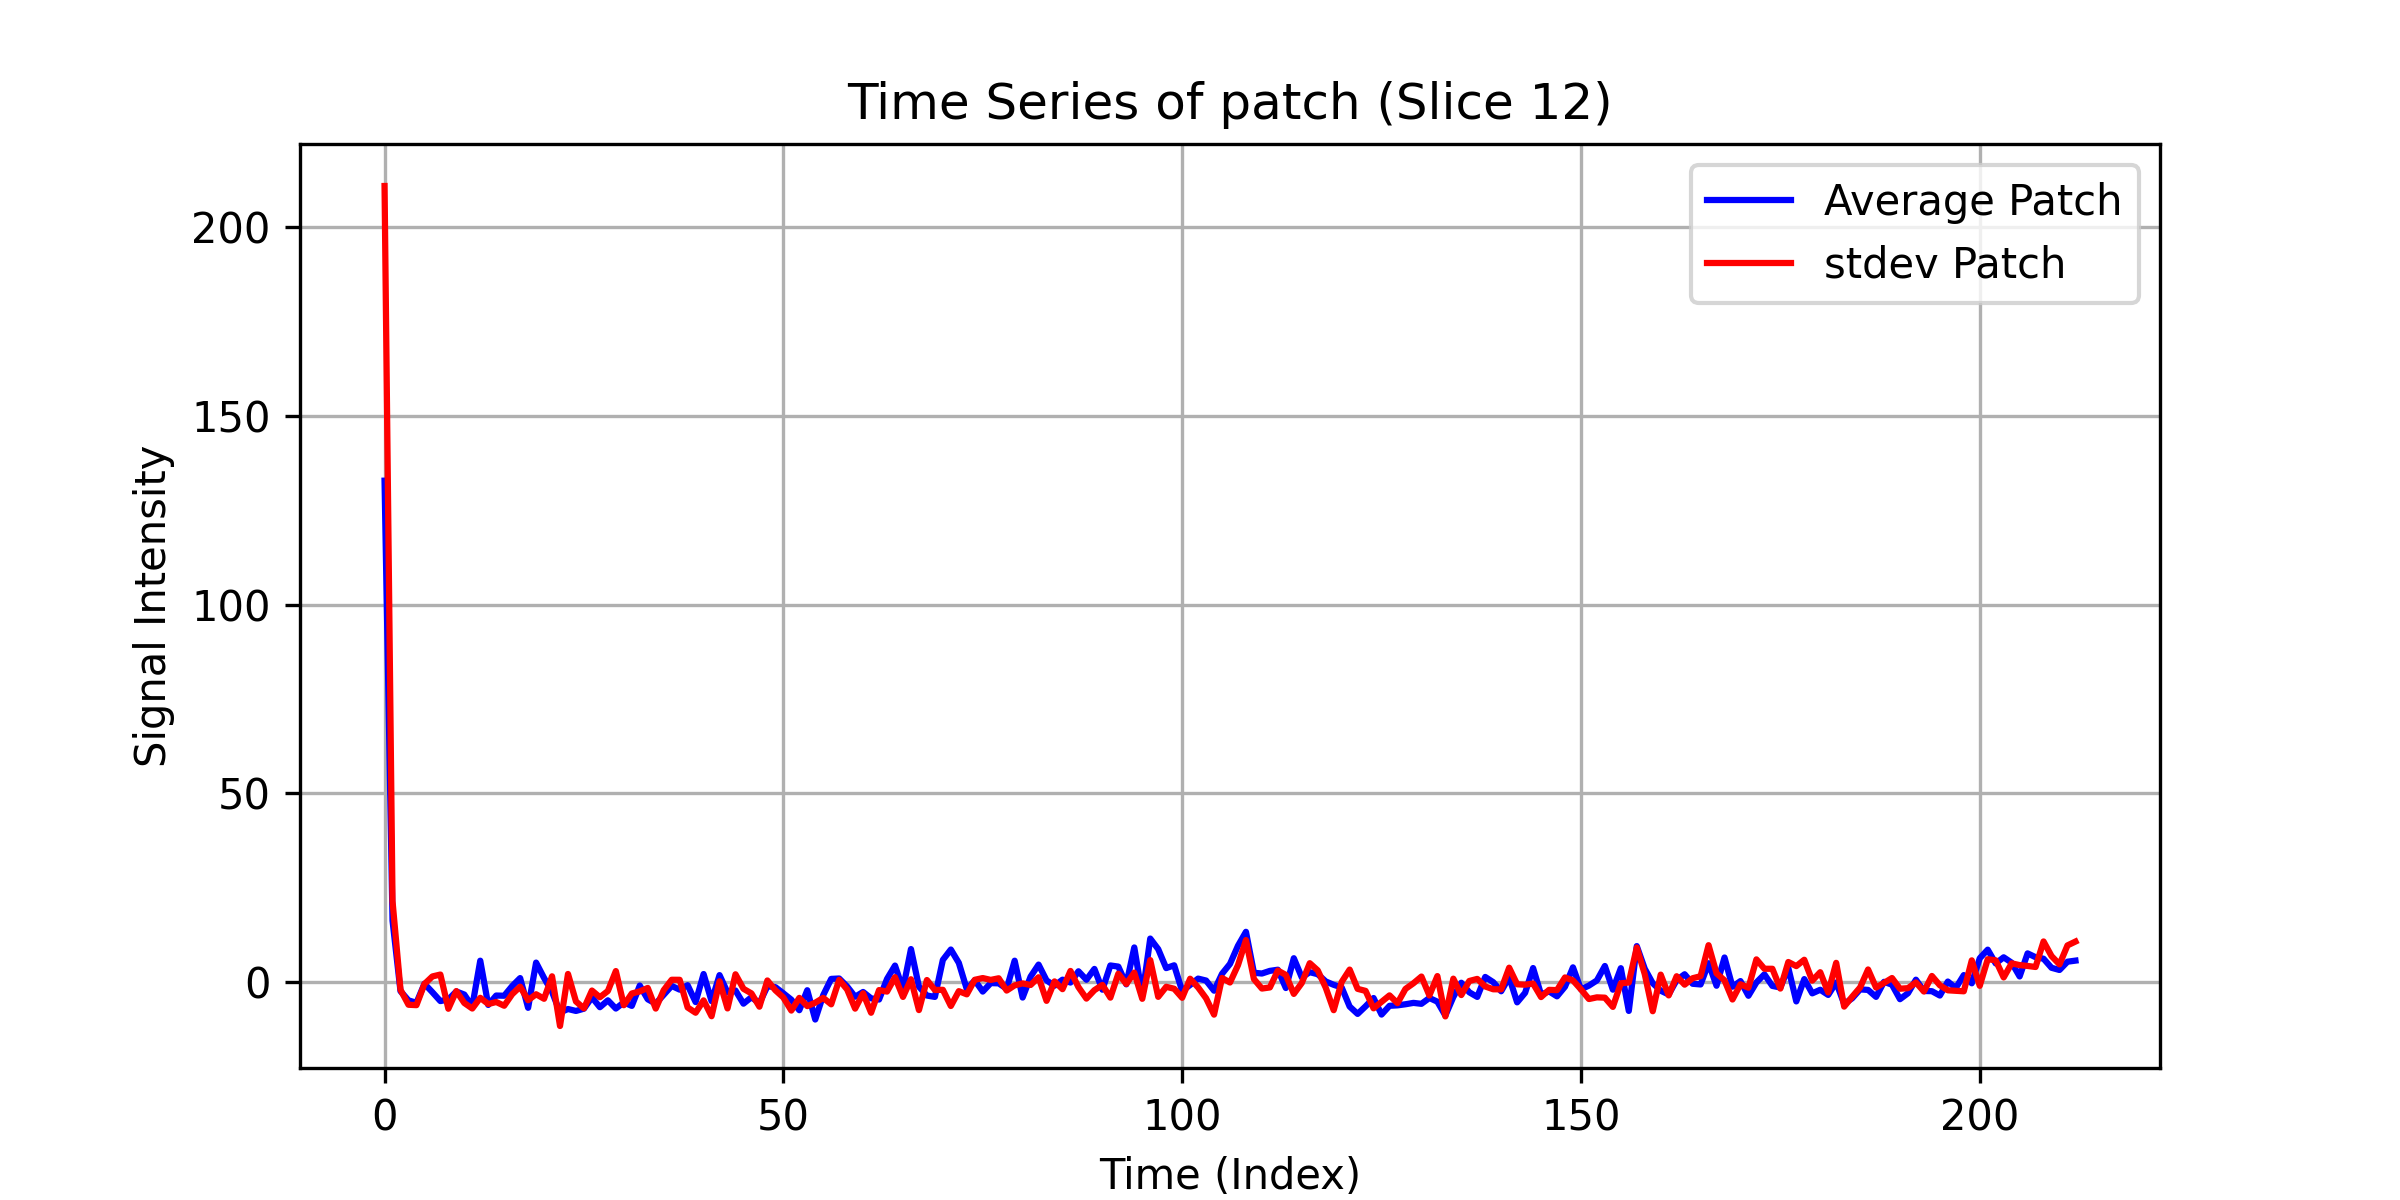 Time Series of patch (Slice 12)
Average Patch
stdev Patch
Signal Intensity
200
150
100
50
0
0 50 100 150 200
Time (Index)